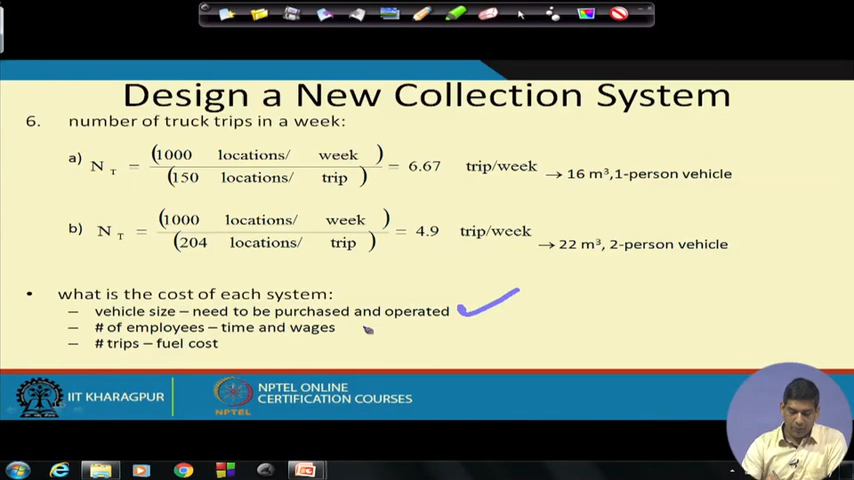 Design a New Collection System
6. number of truck trips in a week:
a) N T = (1000 locations/ week) / (150 locations/ trip) = 6.67 trip/week → 16 m³,1-person vehicle
b) N T = (1000 locations/ week) / (204 locations/ trip) = 4.9 trip/week → 22 m³, 2-person vehicle
• what is the cost of each system:
– vehicle size – need to be purchased and operated
– # of employees – time and wages
– # trips – fuel cost
IIT KHARAGPUR
NPTEL
NPTEL ONLINE
CERTIFICATION COURSES